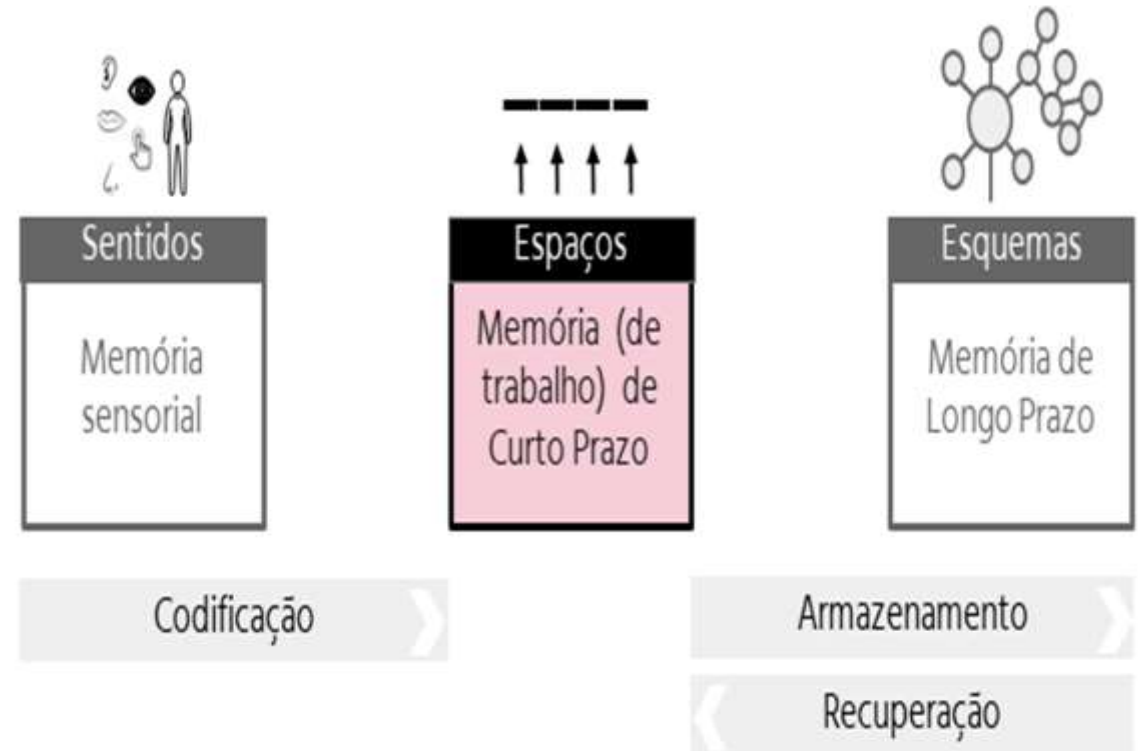 Sentidos
Espaços
Esquemas
Memória
sensorial
Memória (de
trabalho) de
Curto Prazo
Memória de
Longo Prazo
Codificação
Armazenamento
Recuperação